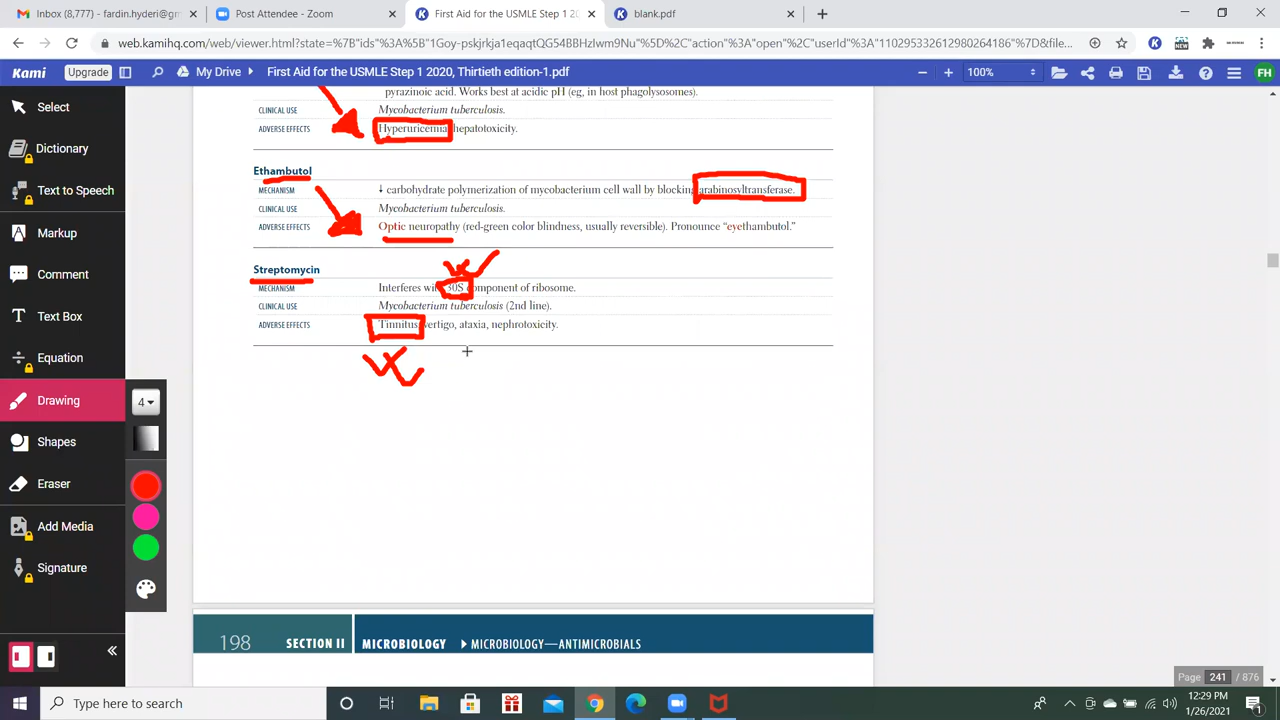 Inbox (8,777) - fardin.hyderi@gm
Post Attendee - Zoom
First Aid for the USMLE Step 1 20
blank.pdf
web.kamihq.com/web/viewer.html?state=%7B"ids"%3A%5B"1Goy-pskjrkja1eqaqtQG54BBHzlwm9Nu"%5D%2C"action"%3A"open"%2C"userId"%3A"110295332612980264186"%7D&file...
Kami
Upgrade
My Drive
First Aid for the USMLE Step 1 2020, Thirtieth edition-1.pdf
100%
FH
Select
Dictionary
Markup
Comment
Text to Speech
Text Box
Equation
Drawing
Shapes
Eraser
Add Media
Signature
4
pyrazinoic acid. Works best at acidic pH (eg, in host phagolysosomes).
CLINICAL USE Mycobacterium tuberculosis.
ADVERSE EFFECTS Hyperuricemia, hepatotoxicity.
Ethambutol
MECHANISM ↓ carbohydrate polymerization of mycobacterium cell wall by blocking arabinosyltransferase.
CLINICAL USE Mycobacterium tuberculosis.
ADVERSE EFFECTS Optic neuropathy (red-green color blindness, usually reversible). Pronounce “eyethambutol.”
Streptomycin
MECHANISM Interferes with 30S component of ribosome.
CLINICAL USE Mycobacterium tuberculosis (2nd line).
ADVERSE EFFECTS Tinnitus, vertigo, ataxia, nephrotoxicity.
198 SECTION II MICROBIOLOGY MICROBIOLOGY—ANTIMICROBIALS
Page 241 / 876
Type here to search
12:29 PM
1/26/2021